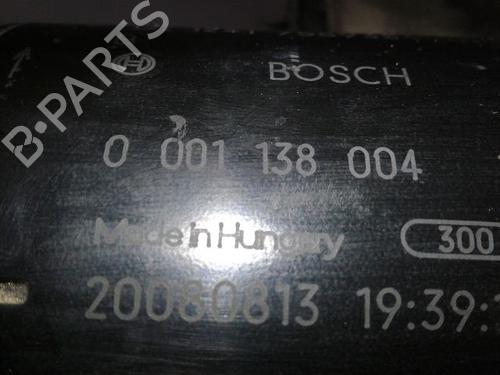 BOSCH
0 001 138 004
Made in Hungary
300
20080813 19:39:
B-PARTS